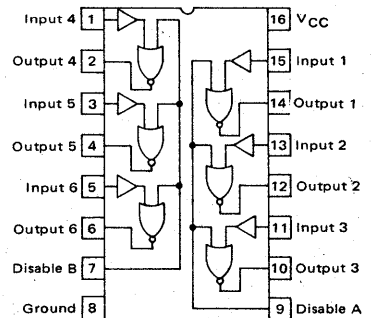 Input 4 1 16 VCC
Output 4 2 15 Input 1
Input 5 3 14 Output 1
Output 5 4 13 Input 2
Input 6 5 12 Output 2
Output 6 6 11 Input 3
Disable B 7 10 Output 3
Ground 8 9 Disable A